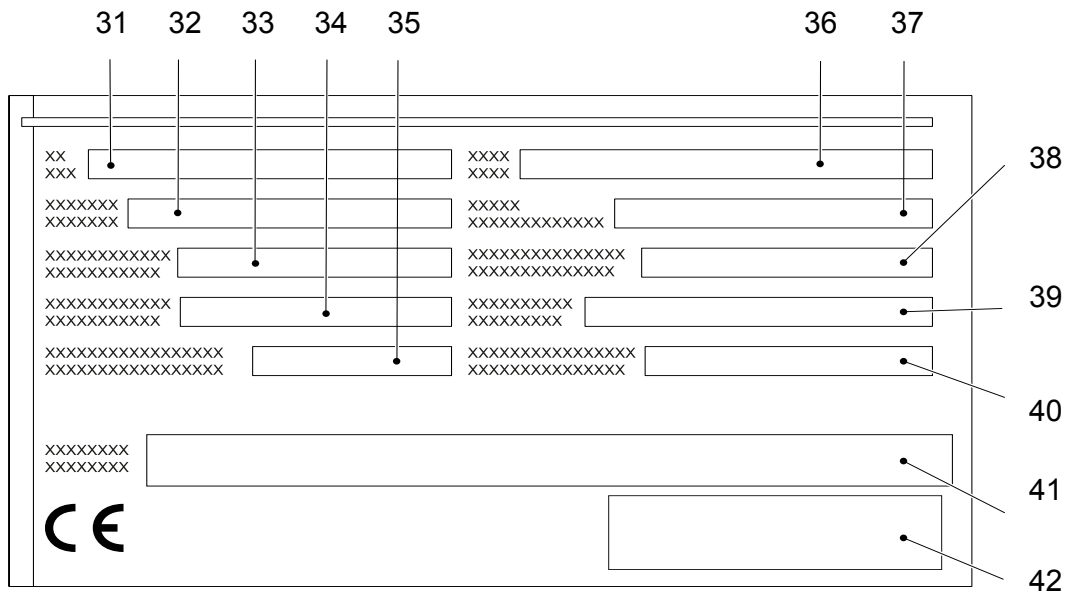 31 32 33 34 35 36 37
XX
XXX
XXXX
XXXX
38
XXXXXXX
XXXXXXX
XXXXX
XXXXXXXXXXXXX
XXXXXXXXXXXX
XXXXXXXXXXX
XXXXXXXXXXXXXXX
XXXXXXXXXXXXXX
39
XXXXXXXXXXXX
XXXXXXXXXXX
XXXXXXXXXX
XXXXXXXXX
XXXXXXXXXXXXXXXXX
XXXXXXXXXXXXXXXXX
XXXXXXXXXXXXXXXX
XXXXXXXXXXXXXXX
40
XXXXXXXX
XXXXXXXX
41
CE
42